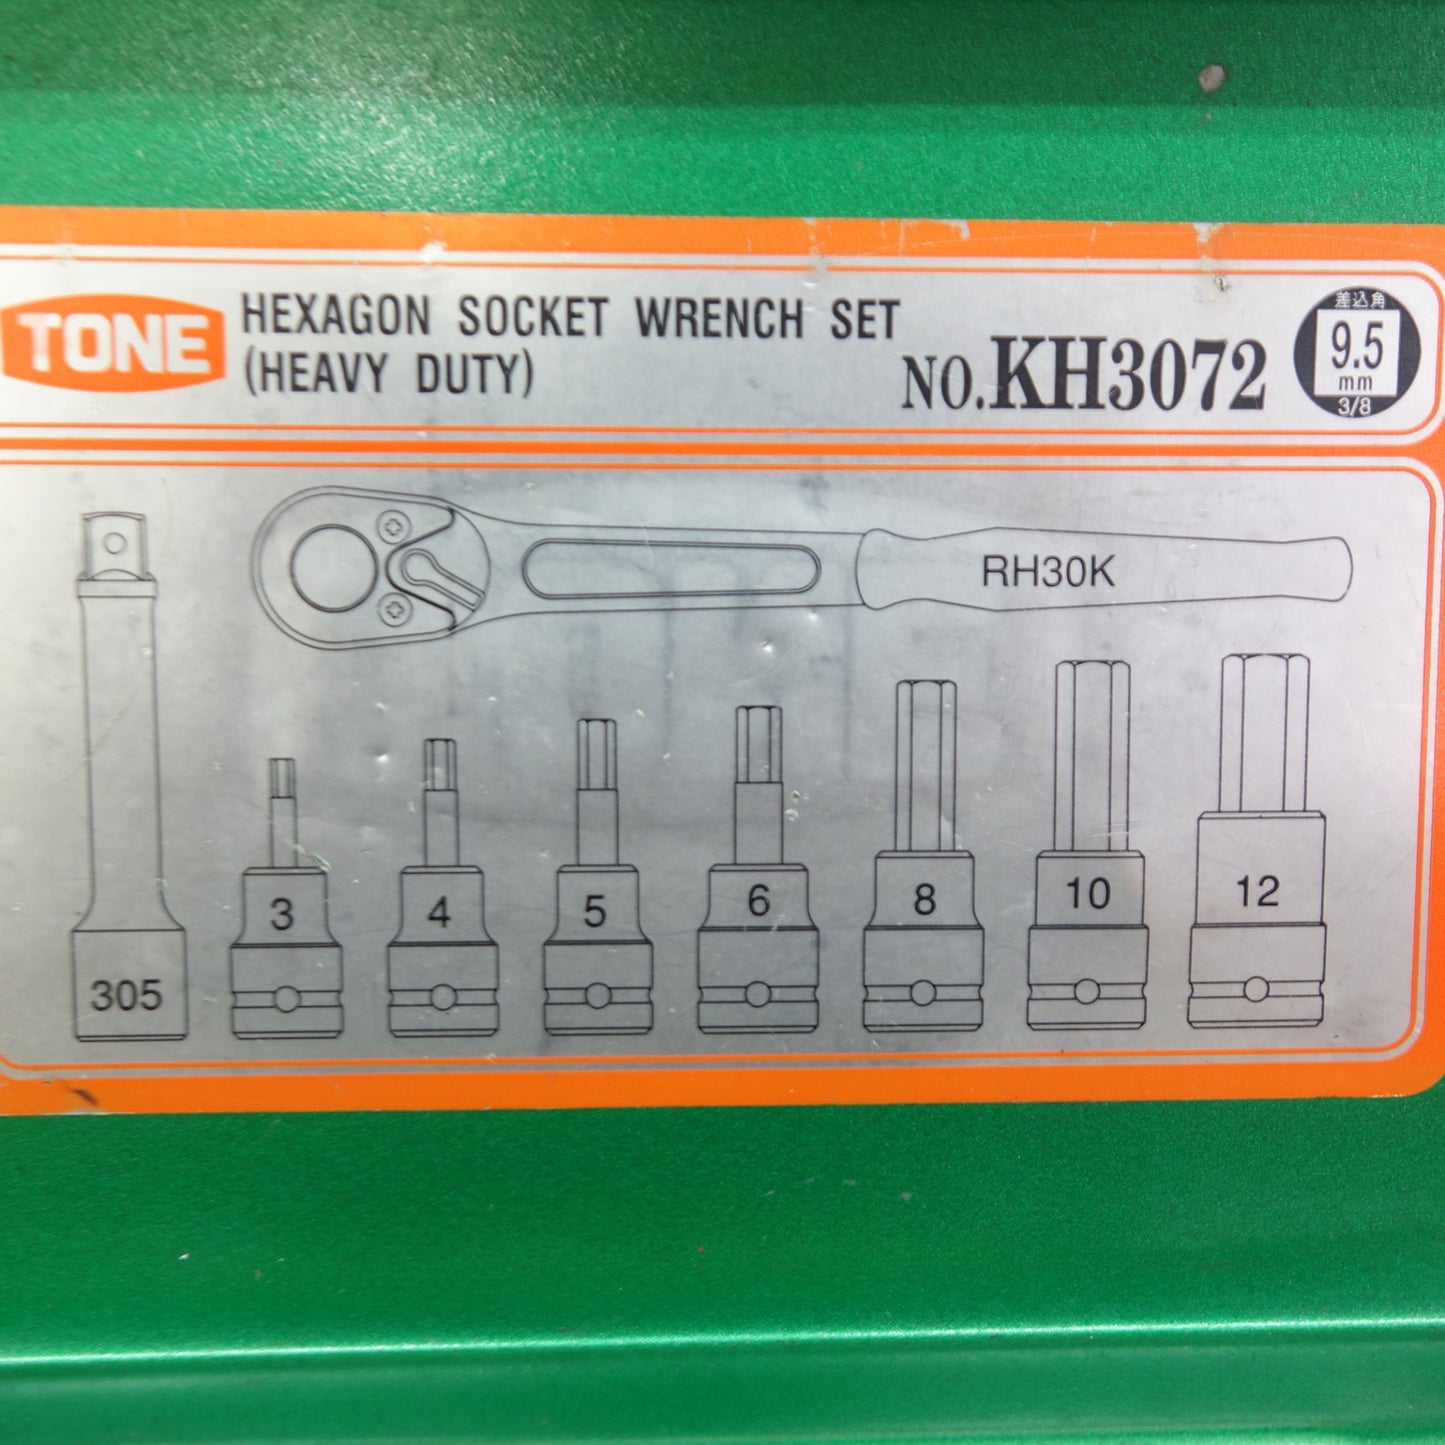 TONE
HEXAGON SOCKET WRENCH SET
(HEAVY DUTY)
NO.KH3072
差込角
9.5
mm
3/8
RH30K
305
3
4
5
6
8
10
12